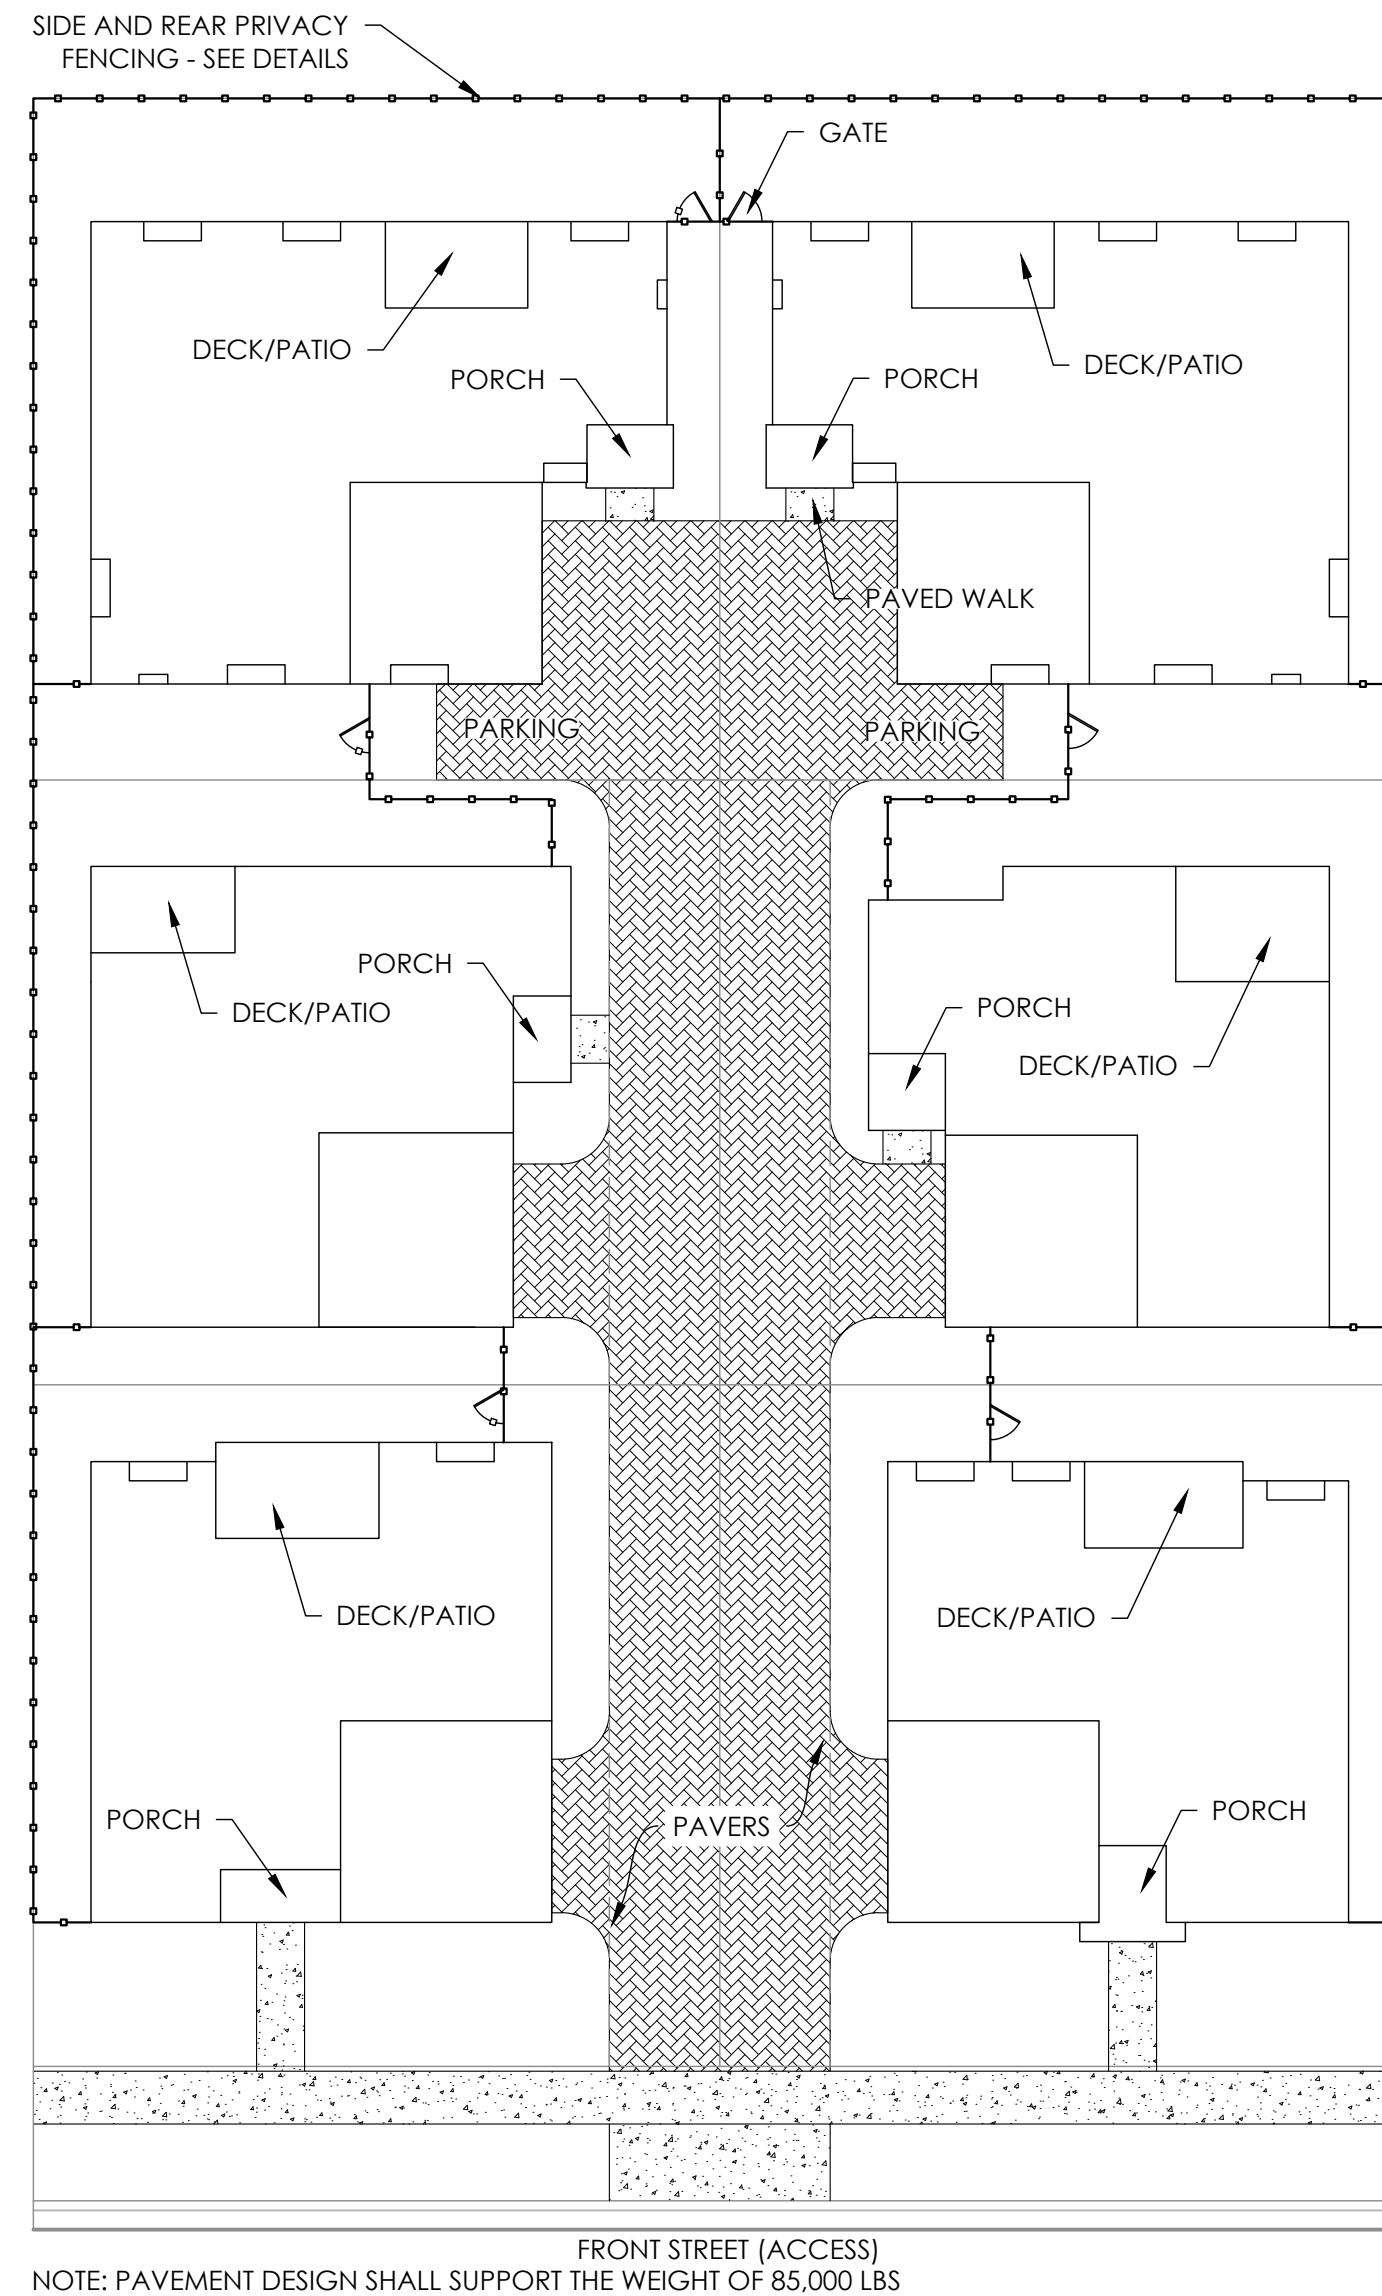 SIDE AND REAR PRIVACY
FENCING - SEE DETAILS
GATE
DECK/PATIO
DECK/PATIO
PORCH
PORCH
PAVED WALK
PARKING
PARKING
PORCH
DECK/PATIO
PORCH
DECK/PATIO
DECK/PATIO
DECK/PATIO
PORCH
PORCH
PAVERS
FRONT STREET (ACCESS)
NOTE: PAVEMENT DESIGN SHALL SUPPORT THE WEIGHT OF 85,000 LBS